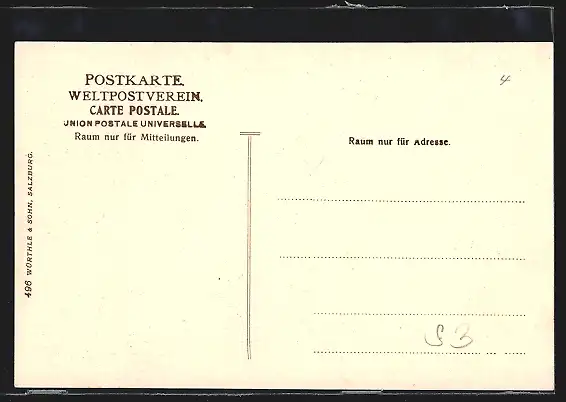 POSTKARTE.
WELTPOSTVEREIN.
CARTE POSTALE.
UNION POSTALE UNIVERSELLE.
Raum nur für Mitteilungen.
4
Raum nur für Adresse.
496 WÜRTHLE & SOHN, SALZBURG.
S3